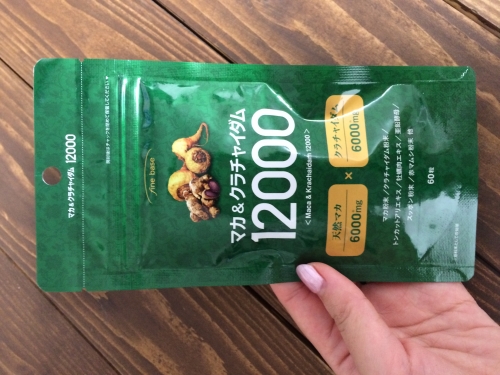 マカ&クラチャイダム 12000
fine base
マカ&クラチャイダム
12000
< Maca & Krachaidam 12000 >
天然マカ
6000mg
×
クラチャイダム
6000mg
マカ粉末/クラチャイダム粉末/
トンカットアリエキス/牡蠣肉エキス/亜鉛酵母/
スッポン粉末/赤マムシ粉末 他
60粒